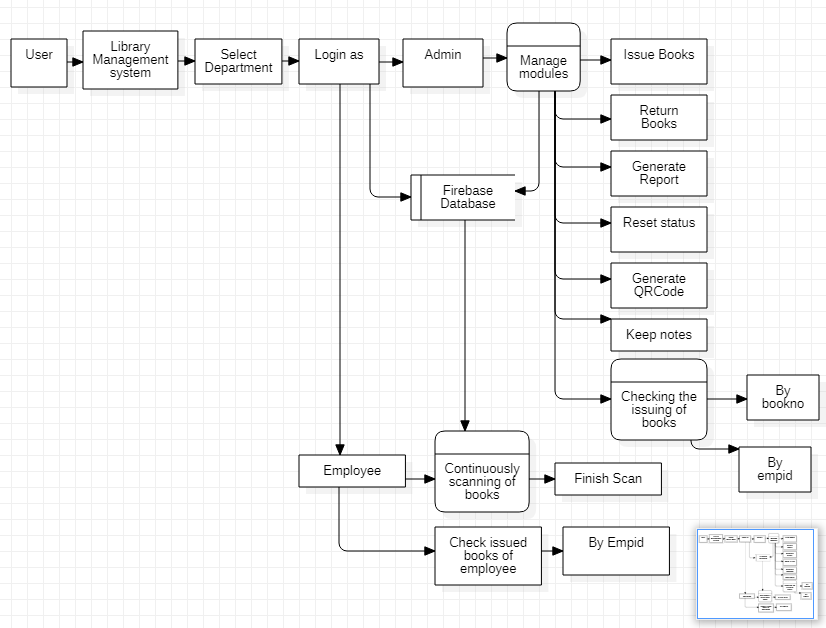 User
Library
Management
system
Select
Department
Login as
Admin
Manage
modules
Issue Books
Return
Books
Generate
Report
Firebase
Database
Reset status
Generate
QRCode
Keep notes
Checking the
issuing of
books
By
bookno
By
empid
Employee
Continuously
scanning of
books
Finish Scan
Check issued
books of
employee
By Empid